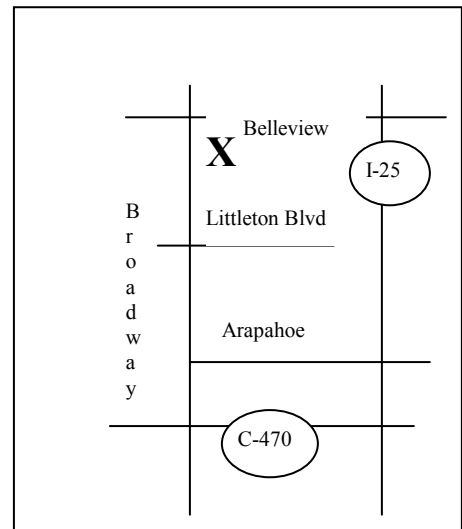 Belleview
X
I-25
Littleton Blvd
Broadway
Arapahoe
C-470